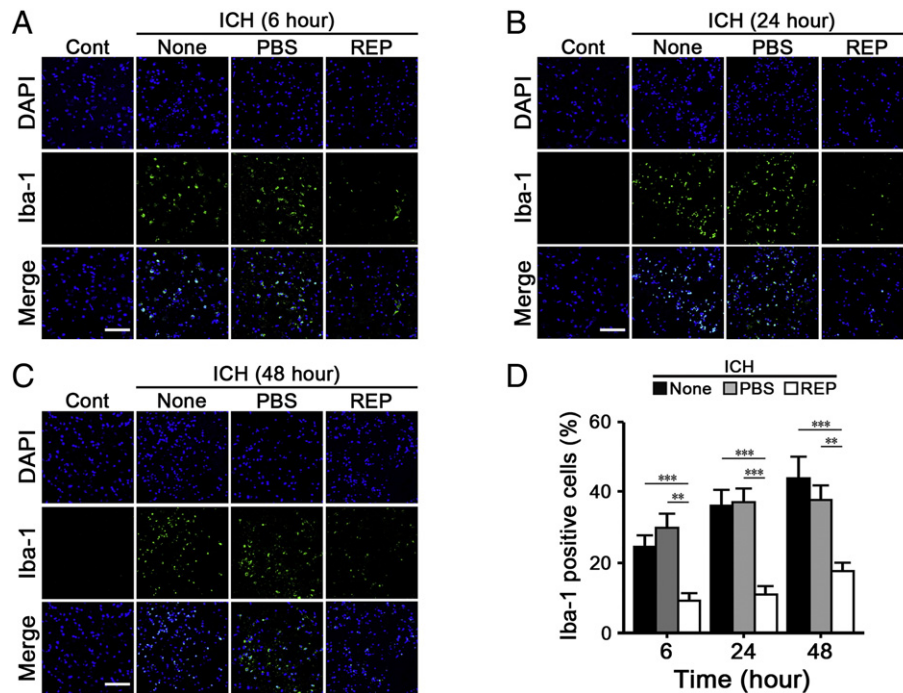 A
ICH (6 hour)
Cont None PBS REP
DAPI
Iba-1
Merge
B
ICH (24 hour)
Cont None PBS REP
DAPI
Iba-1
Merge
C
ICH (48 hour)
Cont None PBS REP
DAPI
Iba-1
Merge
D
ICH
None PBS REP
Iba-1 positive cells (%)
60
40
20
0
*** ** *** *** *** **
6 24 48
Time (hour)